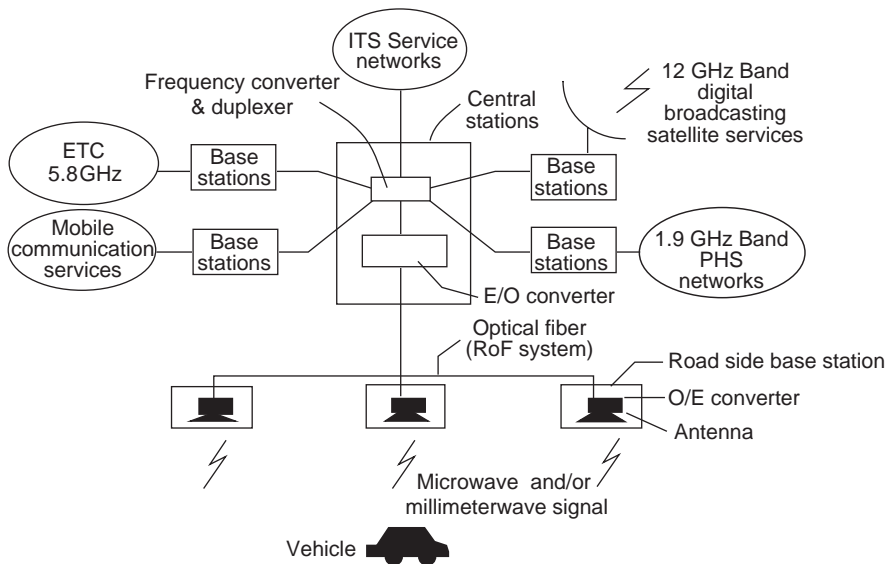 ITS Service
networks
Frequency converter
& duplexer
Central
stations
12 GHz Band
digital
broadcasting
satellite services
ETC
5.8GHz
Base
stations
Base
stations
Mobile
communication
services
Base
stations
Base
stations
1.9 GHz Band
PHS
networks
E/O converter
Optical fiber
(RoF system)
Road side base station
O/E converter
Antenna
Microwave and/or
millimeterwave signal
Vehicle